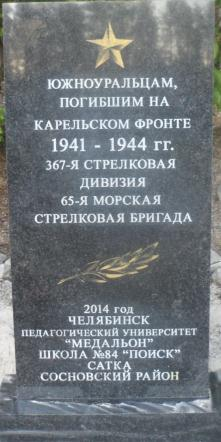 ЮЖНОУРАЛЬЦАМ,
ПОГИБШИМ НА
КАРЕЛЬСКОМ ФРОНТЕ
1941 - 1944 гг.
367-Я СТРЕЛКОВАЯ
ДИВИЗИЯ
65-Я МОРСКАЯ
СТРЕЛКОВАЯ БРИГАДА
2014 год
ЧЕЛЯБИНСК
ПЕДАГОГИЧЕСКИЙ УНИВЕРСИТЕТ
"МЕДАЛЬОН"
ШКОЛА №84 "ПОИСК"
САТКА
СОСНОВСКИЙ РАЙОН